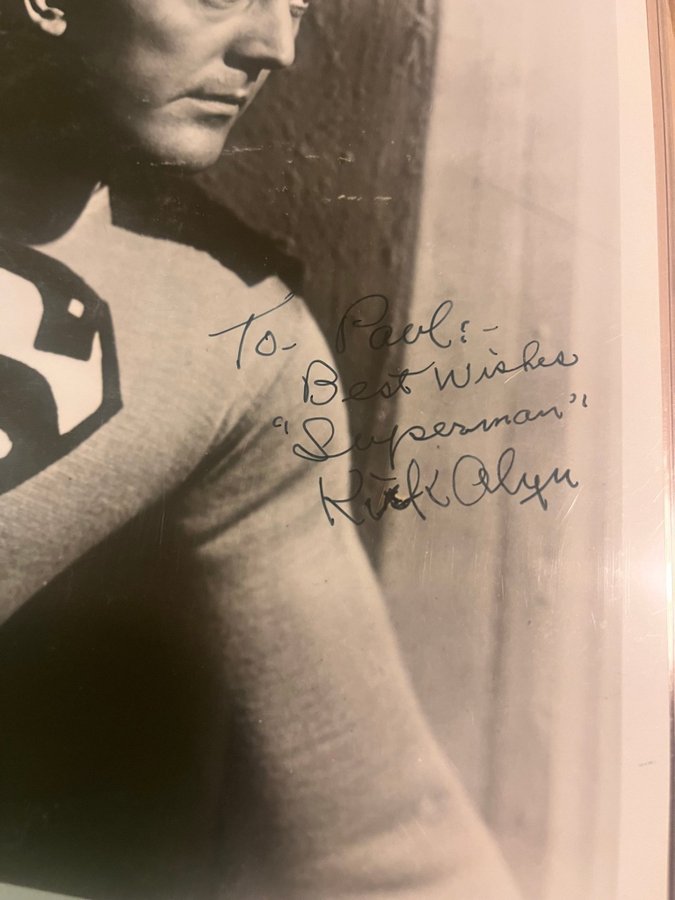 To- Paul:-
Best Wishes
"Superman"
Kirk Alyn